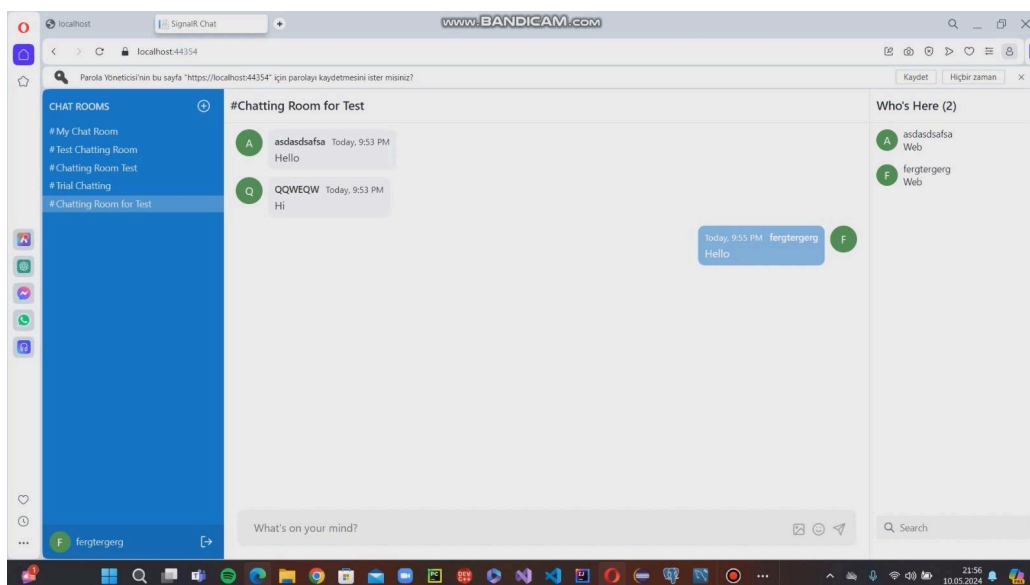 localhost
SignalR Chat
www.BANDICAM.com
localhost:44354
Parola Yöneticisi'nin bu sayfa "https://localhost:44354" için parolayı kaydetmesini ister misiniz?
Kaydet
Hiçbir zaman
CHAT ROOMS
#My Chat Room
#Test Chatting Room
#Chatting Room Test
#Trial Chatting
#Chatting Room for Test
#Chatting Room for Test
A
asdasdsafsa Today, 9:53 PM
Hello
Q
QQWEQW Today, 9:53 PM
Hi
Today, 9:55 PM fergtergerg
F
Hello
Who's Here (2)
A
asdasdsafsa
Web
F
fergtergerg
Web
What's on your mind?
Search
F
fergtergerg
21:56
10.05.2024